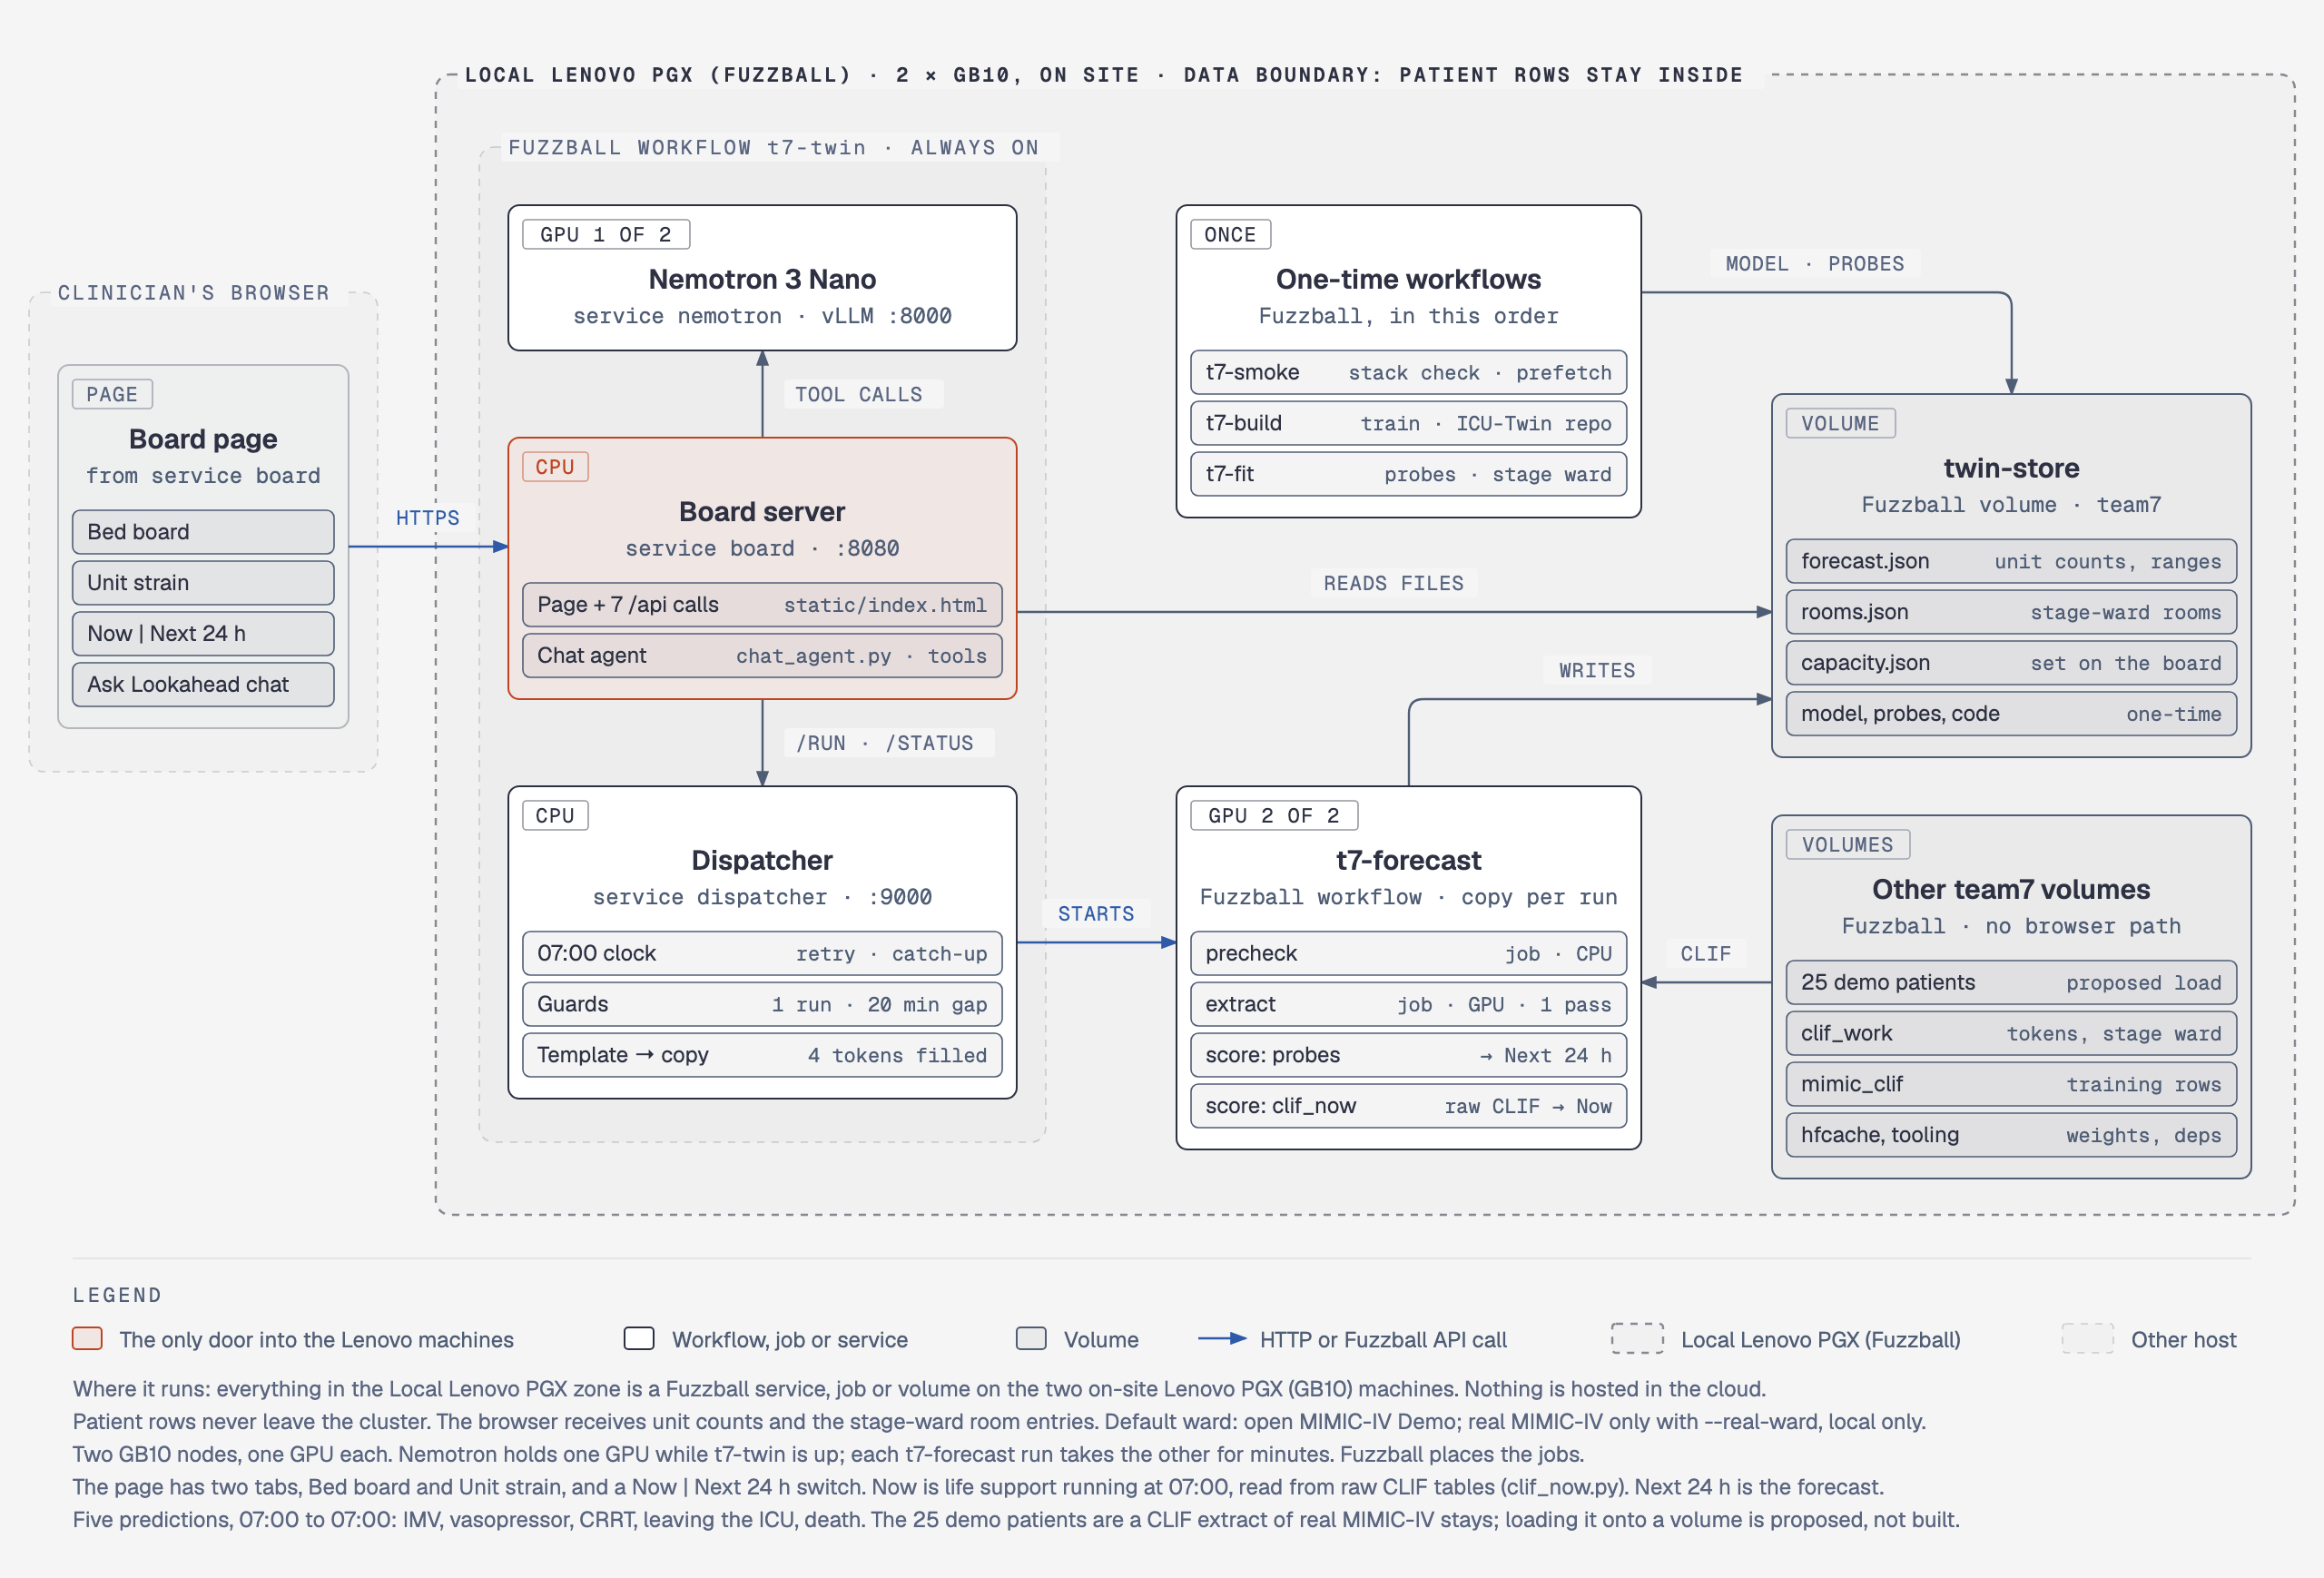 LOCAL LENOVO PGX (FUZZBALL) · 2 × GB10, ON SITE · DATA BOUNDARY: PATIENT ROWS STAY INSIDE
FUZZBALL WORKFLOW t7-twin · ALWAYS ON
CLINICIAN'S BROWSER
PAGE
Board page
from service board
Bed board
Unit strain
Now | Next 24 h
Ask Lookahead chat
HTTPS
GPU 1 OF 2
Nemotron 3 Nano
service nemotron · vLLM :8000
TOOL CALLS
CPU
Board server
service board · :8080
Page + 7 /api calls static/index.html
Chat agent chat_agent.py · tools
/RUN · /STATUS
CPU
Dispatcher
service dispatcher · :9000
07:00 clock retry · catch-up
Guards 1 run · 20 min gap
Template → copy 4 tokens filled
STARTS
ONCE
One-time workflows
Fuzzball, in this order
t7-smoke stack check · prefetch
t7-build train · ICU-Twin repo
t7-fit probes · stage ward
MODEL · PROBES
READS FILES
WRITES
GPU 2 OF 2
t7-forecast
Fuzzball workflow · copy per run
precheck job · CPU
extract job · GPU · 1 pass
score: probes → Next 24 h
score: clif_now raw CLIF → Now
CLIF
VOLUME
twin-store
Fuzzball volume · team7
forecast.json unit counts, ranges
rooms.json stage-ward rooms
capacity.json set on the board
model, probes, code one-time
VOLUMES
Other team7 volumes
Fuzzball · no browser path
25 demo patients proposed load
clif_work tokens, stage ward
mimic_clif training rows
hfcache, tooling weights, deps
LEGEND
The only door into the Lenovo machines
Workflow, job or service
Volume
HTTP or Fuzzball API call
Local Lenovo PGX (Fuzzball)
Other host
Where it runs: everything in the Local Lenovo PGX zone is a Fuzzball service, job or volume on the two on-site Lenovo PGX (GB10) machines. Nothing is hosted in the cloud.
Patient rows never leave the cluster. The browser receives unit counts and the stage-ward room entries. Default ward: open MIMIC-IV Demo; real MIMIC-IV only with --real-ward, local only.
Two GB10 nodes, one GPU each. Nemotron holds one GPU while t7-twin is up; each t7-forecast run takes the other for minutes. Fuzzball places the jobs.
The page has two tabs, Bed board and Unit strain, and a Now | Next 24 h switch. Now is life support running at 07:00, read from raw CLIF tables (clif_now.py). Next 24 h is the forecast.
Five predictions, 07:00 to 07:00: IMV, vasopressor, CRRT, leaving the ICU, death. The 25 demo patients are a CLIF extract of real MIMIC-IV stays; loading it onto a volume is proposed, not built.